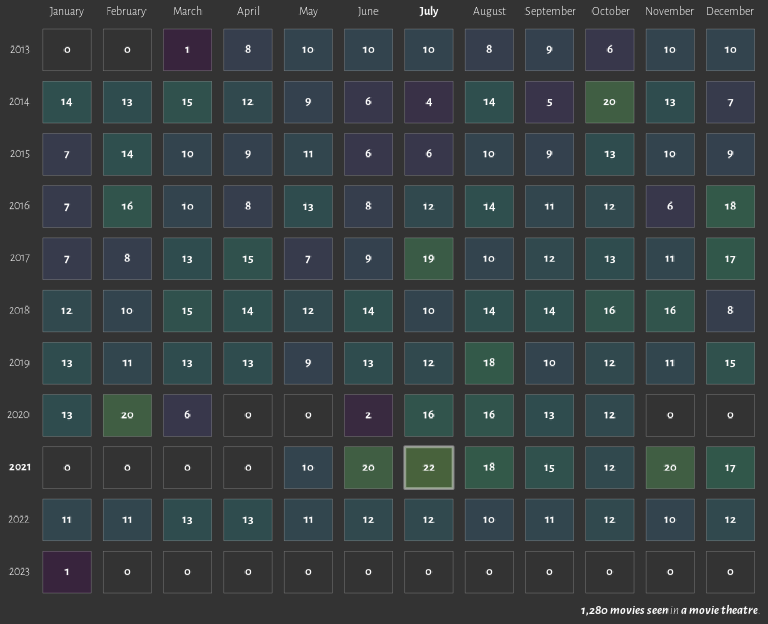 January February March April May June July August September October November December
2013 0 0 1 8 10 10 10 8 9 6 10 10
2014 14 13 15 12 9 6 4 14 5 20 13 7
2015 7 14 10 9 11 6 6 10 9 13 10 9
2016 7 16 10 8 13 8 12 14 11 12 6 18
2017 7 8 13 15 7 9 19 10 12 13 11 17
2018 12 10 15 14 12 14 10 14 14 16 16 8
2019 13 11 13 13 9 13 12 18 10 12 11 15
2020 13 20 6 0 0 2 16 16 13 12 0 0
2021 0 0 0 0 10 20 22 18 15 12 20 17
2022 11 11 13 13 11 12 12 10 11 12 10 12
2023 1 0 0 0 0 0 0 0 0 0 0 0
1,280 movies seen in a movie theatre.